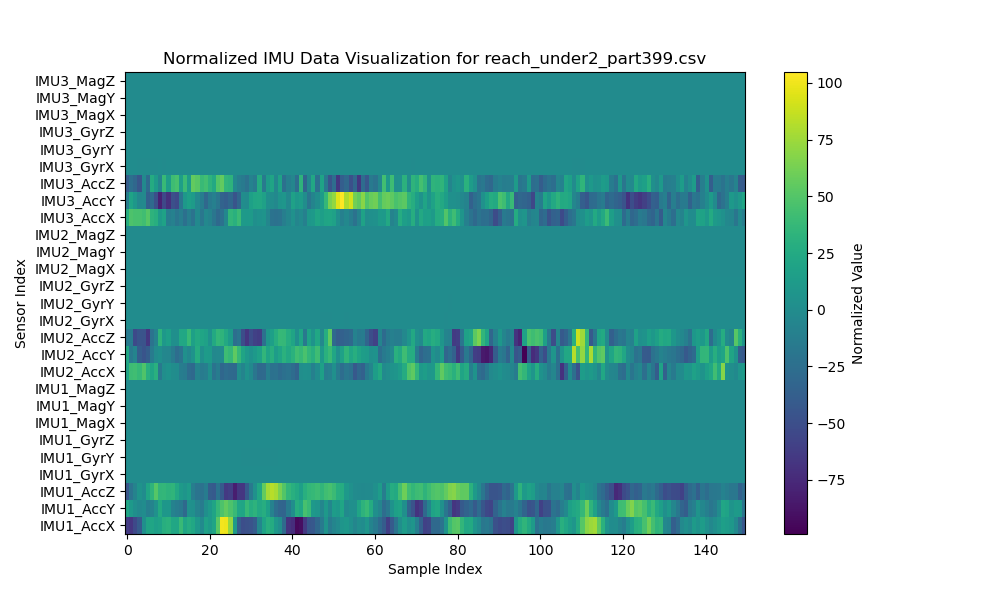 Normalized IMU Data Visualization for reach_under2_part399.csv
IMU3_MagZ
IMU3_MagY
IMU3_MagX
IMU3_GyrZ
IMU3_GyrY
IMU3_GyrX
IMU3_AccZ
IMU3_AccY
IMU3_AccX
IMU2_MagZ
IMU2_MagY
IMU2_MagX
IMU2_GyrZ
IMU2_GyrY
IMU2_GyrX
IMU2_AccZ
IMU2_AccY
IMU2_AccX
IMU1_MagZ
IMU1_MagY
IMU1_MagX
IMU1_GyrZ
IMU1_GyrY
IMU1_GyrX
IMU1_AccZ
IMU1_AccY
IMU1_AccX
Sensor Index
0 20 40 60 80 100 120 140
Sample Index
100
75
50
25
0
−25
−50
−75
Normalized Value